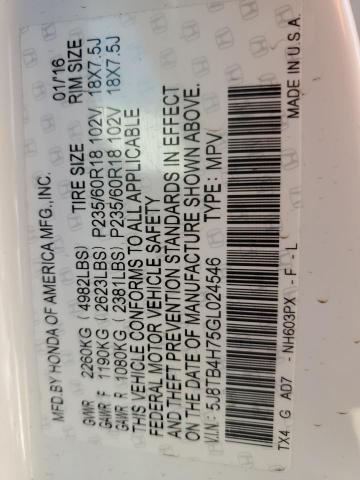 MFD.BY HONDA OF AMERICA MFG.,INC. 01/16
TIRE SIZE RIM SIZE
GVWR 2260KG (4982LBS)
GAWR F 1190KG (2623LBS) P235/60R18 102V 18X7.5J
GAWR R 1080KG (2381LBS) P235/60R18 102V 18X7.5J
THIS VEHICLE CONFORMS TO ALL APPLICABLE
FEDERAL MOTOR VEHICLE SAFETY
AND THEFT PREVENTION STANDARDS IN EFFECT
ON THE DATE OF MANUFACTURE SHOWN ABOVE.
V.I.N.: 5J8TB4H75GL024546 TYPE: MPV
TX4 G AD7 - NH603PX - F - L MADE IN U.S.A.